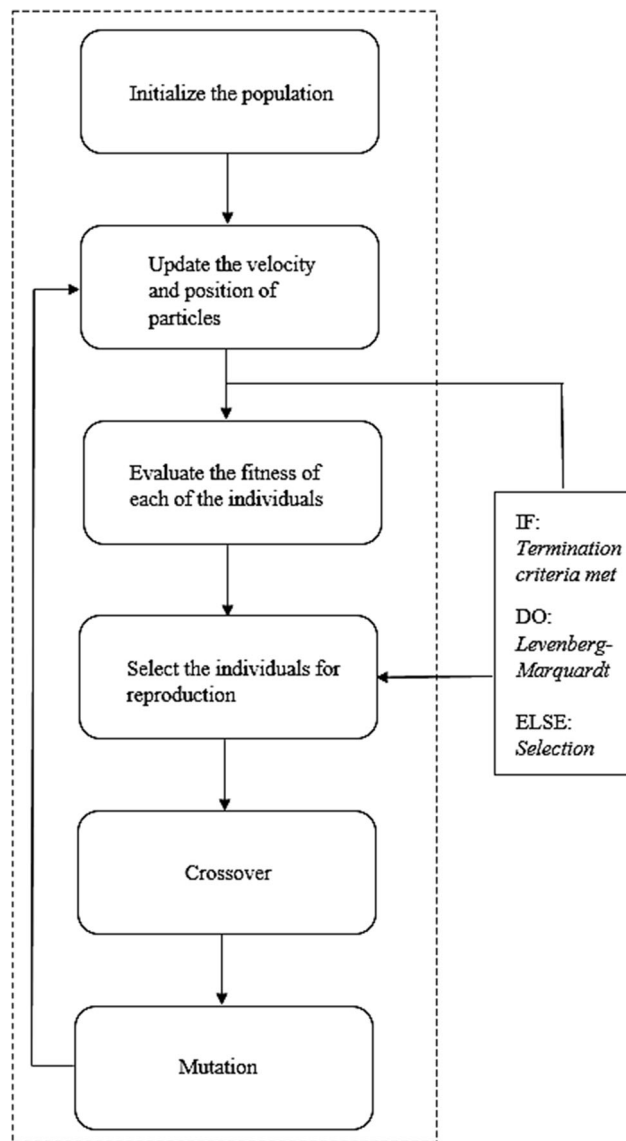 Initialize the population
Update the velocity
and position of
particles
Evaluate the fitness of
each of the individuals
Select the individuals for
reproduction
Crossover
Mutation
IF:
Termination
criteria met
DO:
Levenberg-
Marquardt
ELSE:
Selection